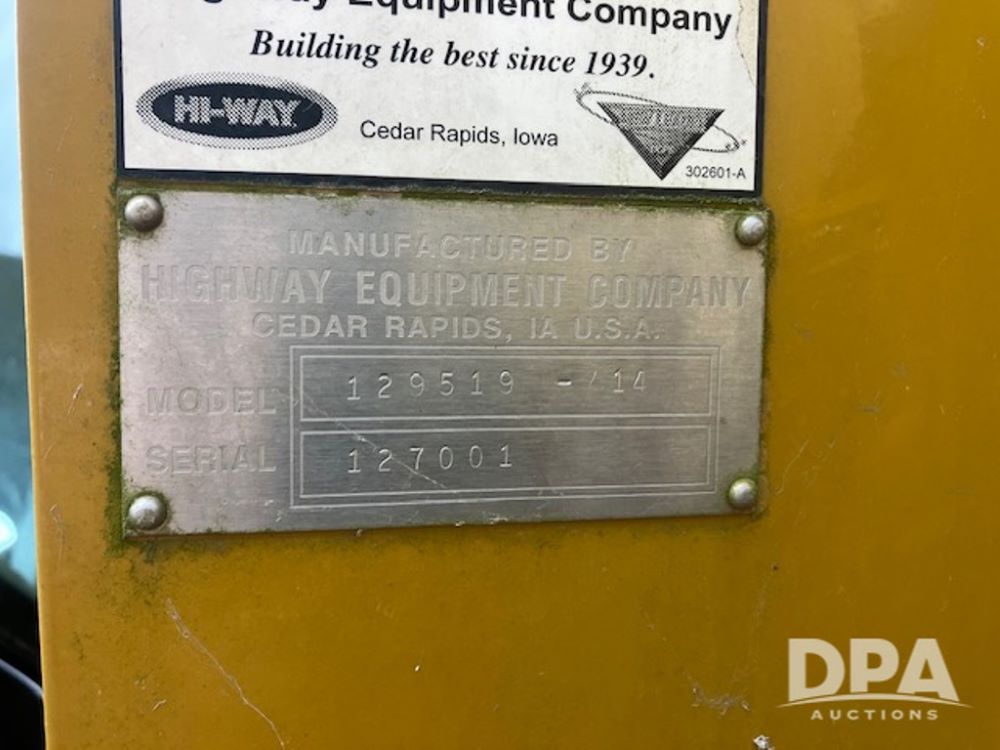 Equipment Company
Building the best since 1939.
HI-WAY
Cedar Rapids, Iowa
302601-A
MANUFACTURED BY
HIGHWAY EQUIPMENT COMPANY
CEDAR RAPIDS, IA U.S.A.
MODEL 129519 - 14
SERIAL 127001
DPA
AUCTIONS